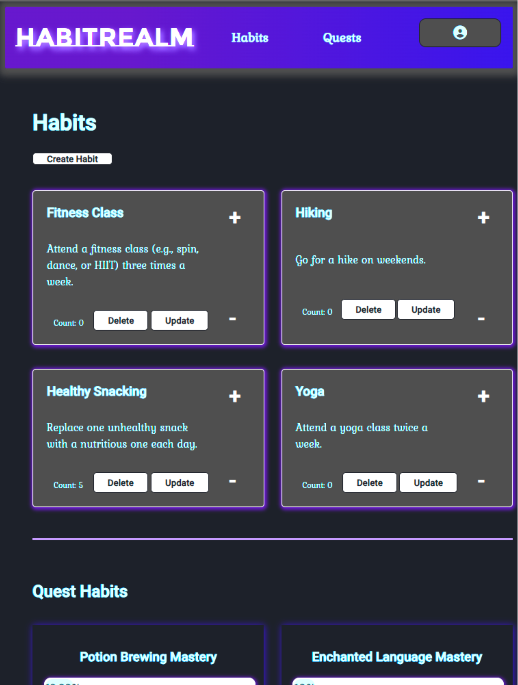 HABITREALM
Habits
Quests
Habits
Create Habit
Fitness Class
+
Attend a fitness class (e.g., spin,
dance, or HIIT) three times a
week.
Count: 0
Delete
Update
-
Hiking
+
Go for a hike on weekends.
Count: 0
Delete
Update
-
Healthy Snacking
+
Replace one unhealthy snack
with a nutritious one each day.
Count: 5
Delete
Update
-
Yoga
+
Attend a yoga class twice a
week.
Count: 0
Delete
Update
-
Quest Habits
Potion Brewing Mastery
Enchanted Language Mastery